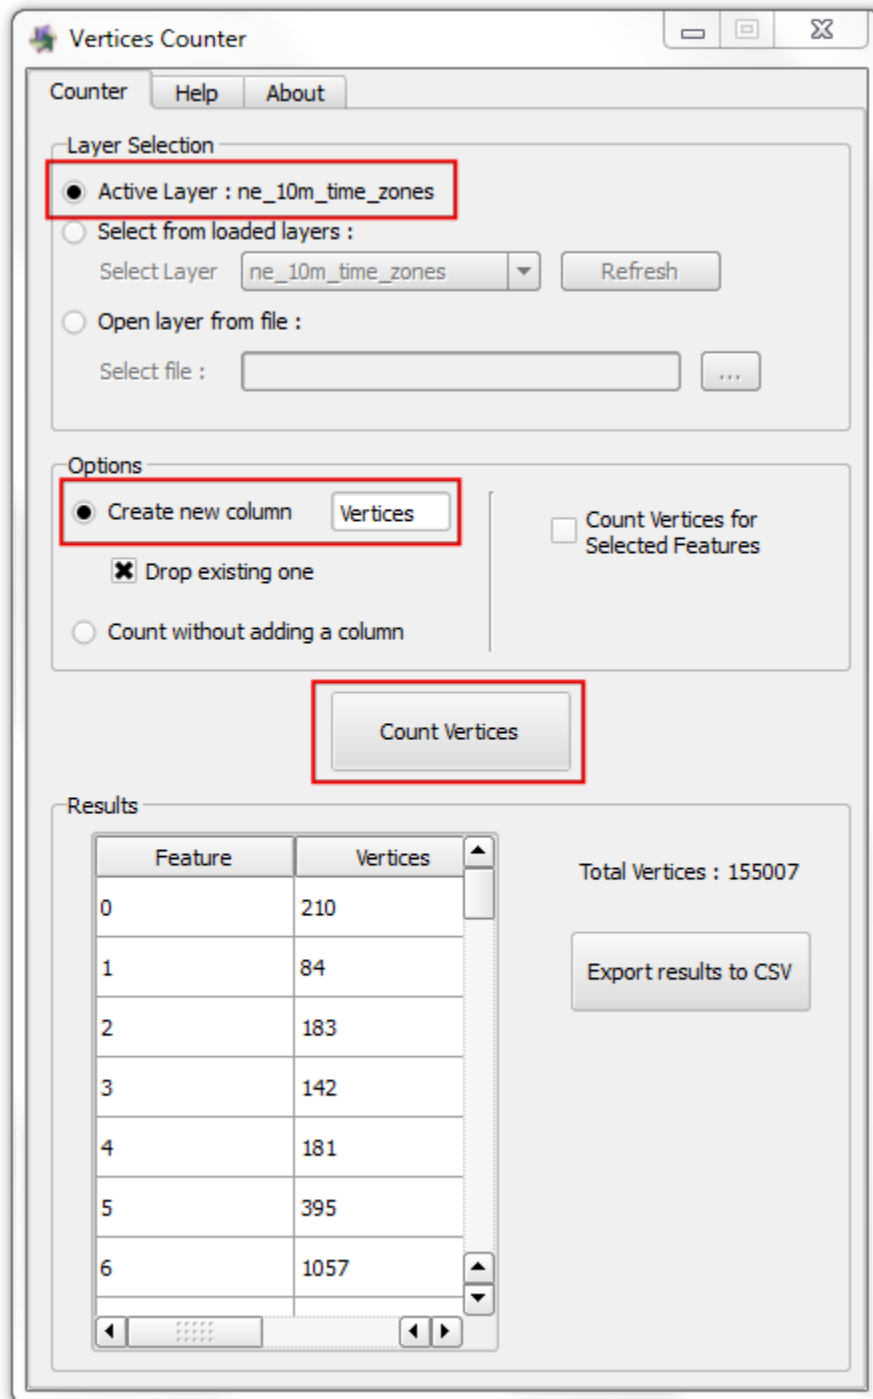 Vertices Counter
Counter Help About
Layer Selection
Active Layer : ne_10m_time_zones
Select from loaded layers :
Select Layer ne_10m_time_zones Refresh
Open layer from file :
Select file : ...
Options
Create new column Vertices
Count Vertices for
Selected Features
Drop existing one
Count without adding a column
Count Vertices
Results
Feature Vertices
Total Vertices : 155007
0 210
1 84
Export results to CSV
2 183
3 142
4 181
5 395
6 1057